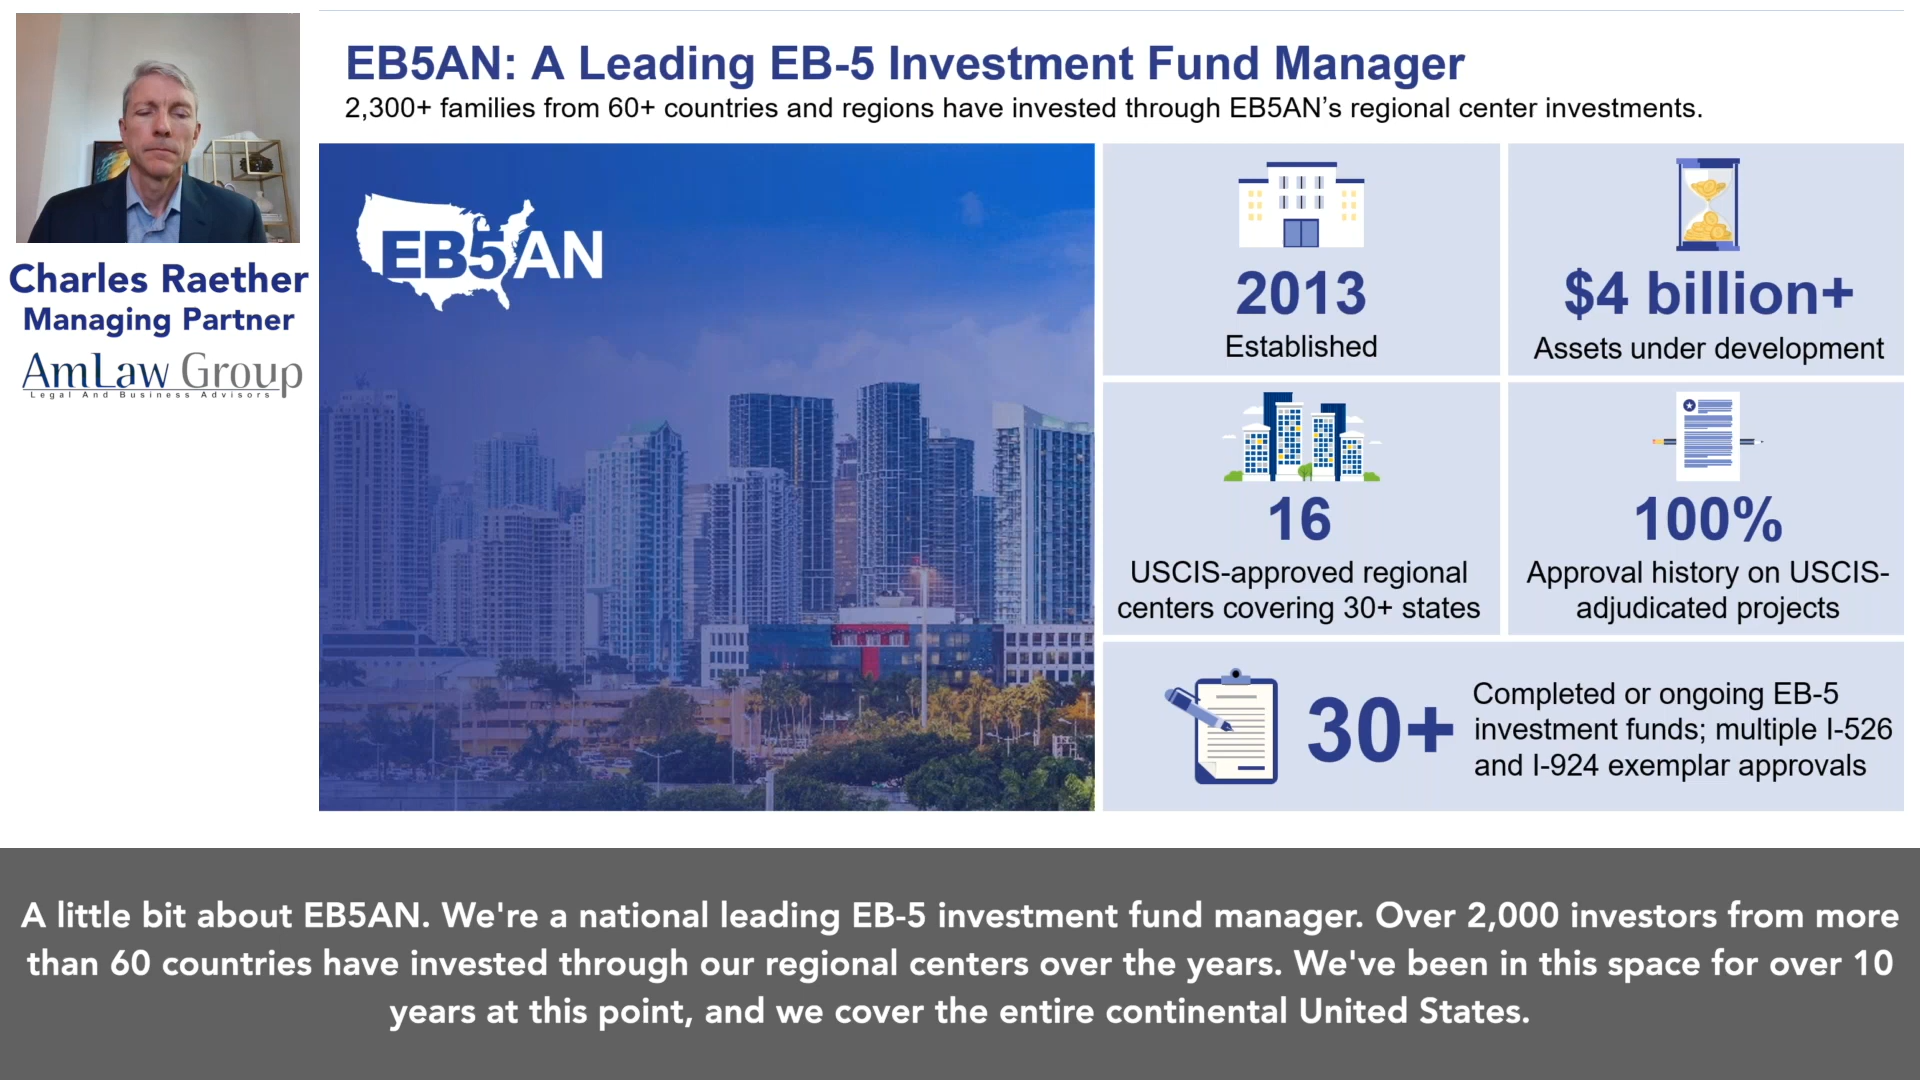 EB5AN: A Leading EB-5 Investment Fund Manager
2,300+ families from 60+ countries and regions have invested through EB5AN’s regional center investments.
Charles Raether
Managing Partner
AmLaw Group
Legal And Business Advisors
EB5AN
2013
Established
$4 billion+
Assets under development
16
USCIS-approved regional
centers covering 30+ states
100%
Approval history on USCIS-
adjudicated projects
30+
Completed or ongoing EB-5
investment funds; multiple I-526
and I-924 exemplar approvals
A little bit about EB5AN. We're a national leading EB-5 investment fund manager. Over 2,000 investors from more
than 60 countries have invested through our regional centers over the years. We've been in this space for over 10
years at this point, and we cover the entire continental United States.